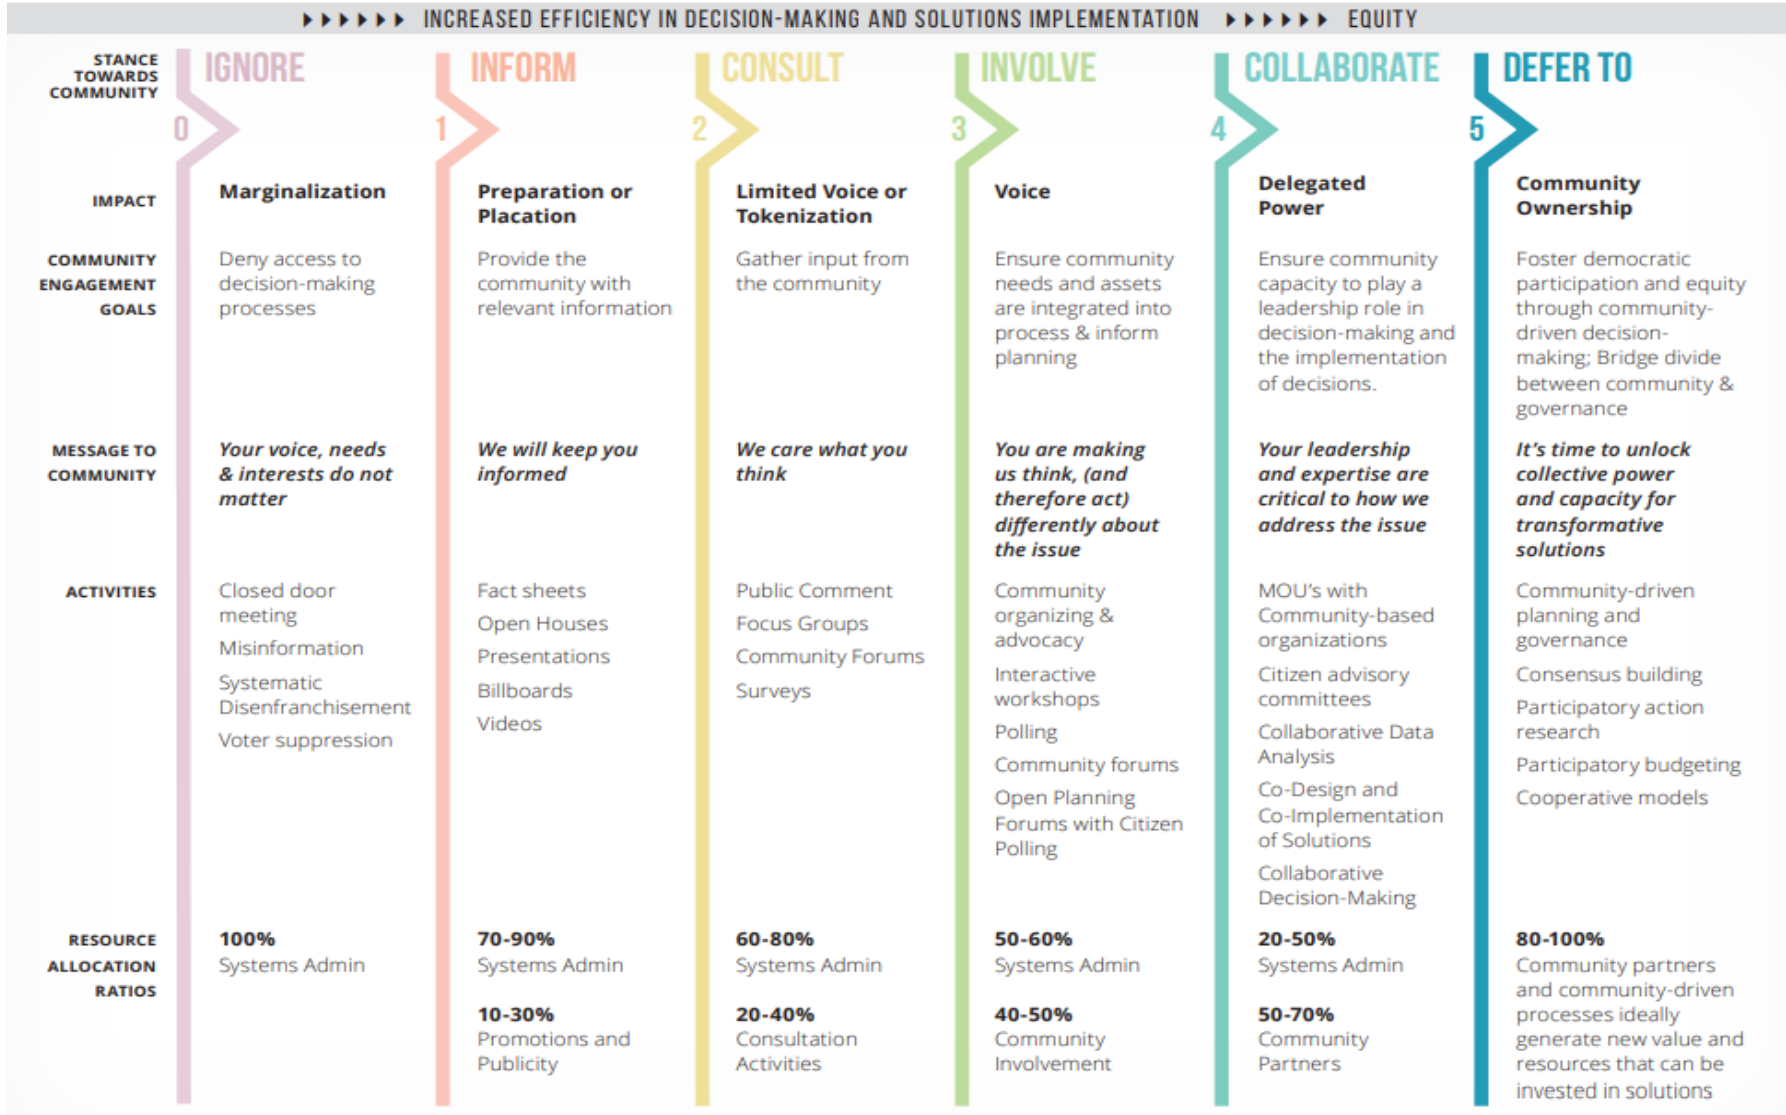 INCREASED EFFICIENCY IN DECISION-MAKING AND SOLUTIONS IMPLEMENTATION EQUITY
STANCE
TOWARDS
COMMUNITY
IGNORE
INFORM
CONSULT
INVOLVE
COLLABORATE
DEFER TO
0
1
2
3
4
5
IMPACT
Marginalization
Preparation or
Placation
Limited Voice or
Tokenization
Voice
Delegated
Power
Community
Ownership
COMMUNITY
ENGAGEMENT
GOALS
Deny access to
decision-making
processes
Provide the
community with
relevant information
Gather input from
the community
Ensure community
needs and assets
are integrated into
process & inform
planning
Ensure community
capacity to play a
leadership role in
decision-making and
the implementation
of decisions.
Foster democratic
participation and equity
through community-
driven decision-
making; Bridge divide
between community &
governance
MESSAGE TO
COMMUNITY
Your voice, needs
& interests do not
matter
We will keep you
informed
We care what you
think
You are making
us think, (and
therefore act)
differently about
the issue
Your leadership
and expertise are
critical to how we
address the issue
It's time to unlock
collective power
and capacity for
transformative
solutions
ACTIVITIES
Closed door
meeting
Misinformation
Systematic
Disenfranchisement
Voter suppression
Fact sheets
Open Houses
Presentations
Billboards
Videos
Public Comment
Focus Groups
Community Forums
Surveys
Community
organizing &
advocacy
Interactive
workshops
Polling
Community forums
Open Planning
Forums with Citizen
Polling
MOU's with
Community-based
organizations
Citizen advisory
committees
Collaborative Data
Analysis
Co-Design and
Co-Implementation
of Solutions
Collaborative
Decision-Making
Community-driven
planning and
governance
Consensus building
Participatory action
research
Participatory budgeting
Cooperative models
RESOURCE
ALLOCATION
RATIOS
100%
Systems Admin
70-90%
Systems Admin
10-30%
Promotions and
Publicity
60-80%
Systems Admin
20-40%
Consultation
Activities
50-60%
Systems Admin
40-50%
Community
Involvement
20-50%
Systems Admin
50-70%
Community
Partners
80-100%
Community partners
and community-driven
processes ideally
generate new value and
resources that can be
invested in solutions